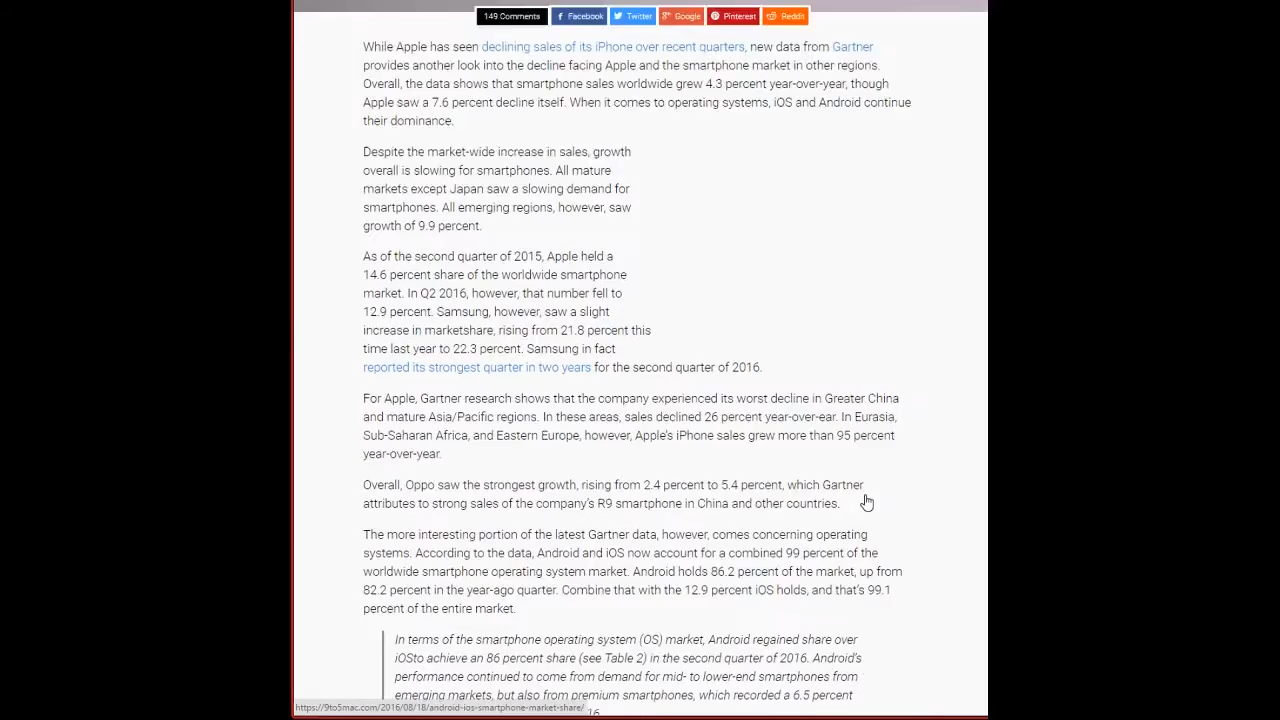 149 Comments Facebook Twitter Google Pinterest Reddit
While Apple has seen declining sales of its iPhone over recent quarters, new data from Gartner
provides another look into the decline facing Apple and the smartphone market in other regions.
Overall, the data shows that smartphone sales worldwide grew 4.3 percent year-over-year, though
Apple saw a 7.6 percent decline itself. When it comes to operating systems, iOS and Android continue
their dominance.
Despite the market-wide increase in sales, growth
overall is slowing for smartphones. All mature
markets except Japan saw a slowing demand for
smartphones. All emerging regions, however, saw
growth of 9.9 percent.
As of the second quarter of 2015, Apple held a
14.6 percent share of the worldwide smartphone
market. In Q2 2016, however, that number fell to
12.9 percent. Samsung, however, saw a slight
increase in marketshare, rising from 21.8 percent this
time last year to 22.3 percent. Samsung in fact
reported its strongest quarter in two years for the second quarter of 2016.
For Apple, Gartner research shows that the company experienced its worst decline in Greater China
and mature Asia/Pacific regions. In these areas, sales declined 26 percent year-over-ear. In Eurasia,
Sub-Saharan Africa, and Eastern Europe, however, Apple's iPhone sales grew more than 95 percent
year-over-year.
Overall, Oppo saw the strongest growth, rising from 2.4 percent to 5.4 percent, which Gartner
attributes to strong sales of the company's R9 smartphone in China and other countries.
The more interesting portion of the latest Gartner data, however, comes concerning operating
systems. According to the data, Android and iOS now account for a combined 99 percent of the
worldwide smartphone operating system market. Android holds 86.2 percent of the market, up from
82.2 percent in the year-ago quarter. Combine that with the 12.9 percent iOS holds, and that's 99.1
percent of the entire market.
In terms of the smartphone operating system (OS) market, Android regained share over
iOSto achieve an 86 percent share (see Table 2) in the second quarter of 2016. Android's
performance continued to come from demand for mid- to lower-end smartphones from
emerging markets, but also from premium smartphones, which recorded a 6.5 percent
https://9to5mac.com/2016/08/18/android-ios-smartphone-market-share/ 16